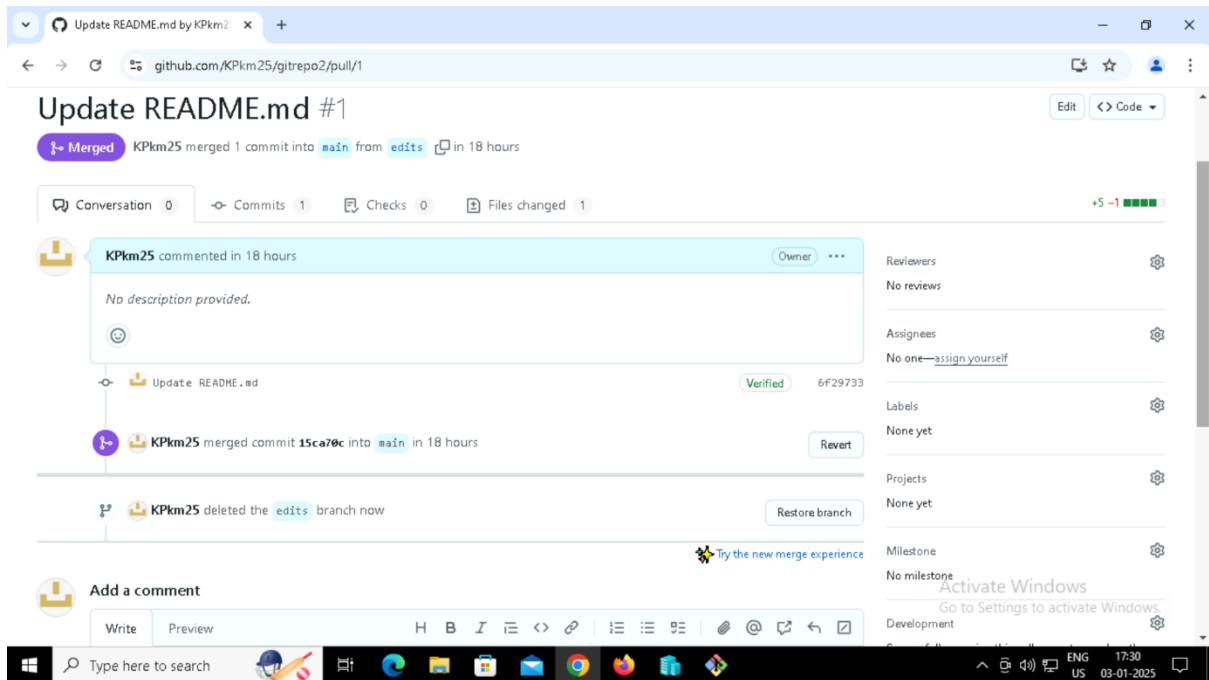 Update README.md by KPkm2
github.com/KPkm25/gitrepo2/pull/1
Update README.md #1
Edit
<> Code
Merged
KPkm25 merged 1 commit into main from edits in 18 hours
Conversation 0
Commits 1
Checks 0
Files changed 1
+5 −1
KPkm25 commented in 18 hours
Owner
No description provided.
Update README.md
Verified
6f29733
KPkm25 merged commit 15ca70c into main in 18 hours
Revert
KPkm25 deleted the edits branch now
Restore branch
Try the new merge experience
Add a comment
Write
Preview
H B I
Reviewers
No reviews
Assignees
No one—assign yourself
Labels
None yet
Projects
None yet
Milestone
No milestone
Development
Activate Windows
Go to Settings to activate Windows.
Type here to search
ENG
US
17:30
03-01-2025